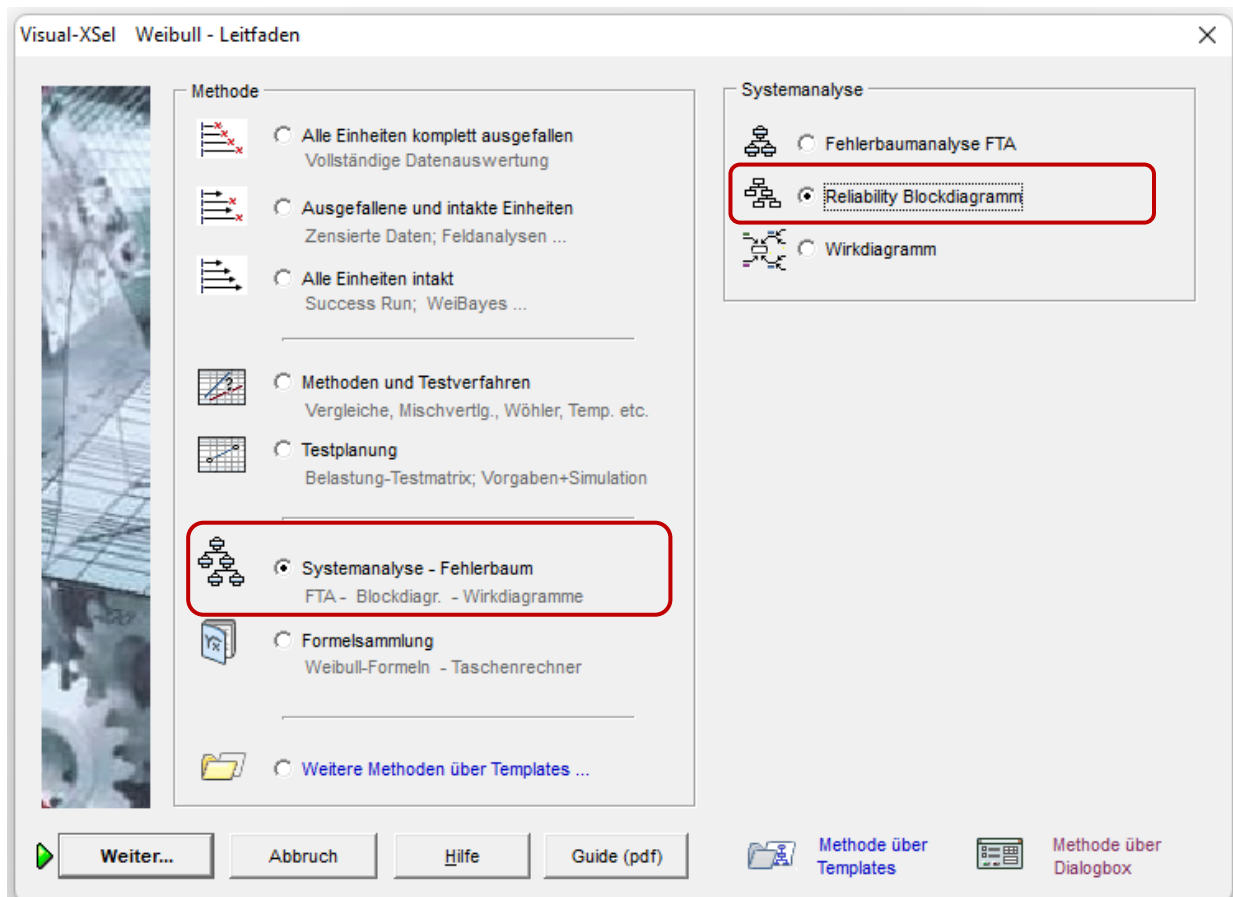 Visual-XSel Weibull - Leitfaden
Methode
Alle Einheiten komplett ausgefallen
Vollständige Datenauswertung
Ausgefallene und intakte Einheiten
Zensierte Daten; Feldanalysen ...
Alle Einheiten intakt
Success Run; WeiBayes ...
Methoden und Testverfahren
Vergleiche, Mischvertlg., Wöhler, Temp. etc.
Testplanung
Belastung-Testmatrix; Vorgaben+Simulation
Systemanalyse - Fehlerbaum
FTA - Blockdiagr. - Wirkdiagramme
Formelsammlung
Weibull-Formeln - Taschenrechner
Weitere Methoden über Templates ...
Systemanalyse
Fehlerbaumanalyse FTA
Reliability Blockdiagramm
Wirkdiagramm
Weiter...
Abbruch
Hilfe
Guide (pdf)
Methode über
Templates
Methode über
Dialogbox